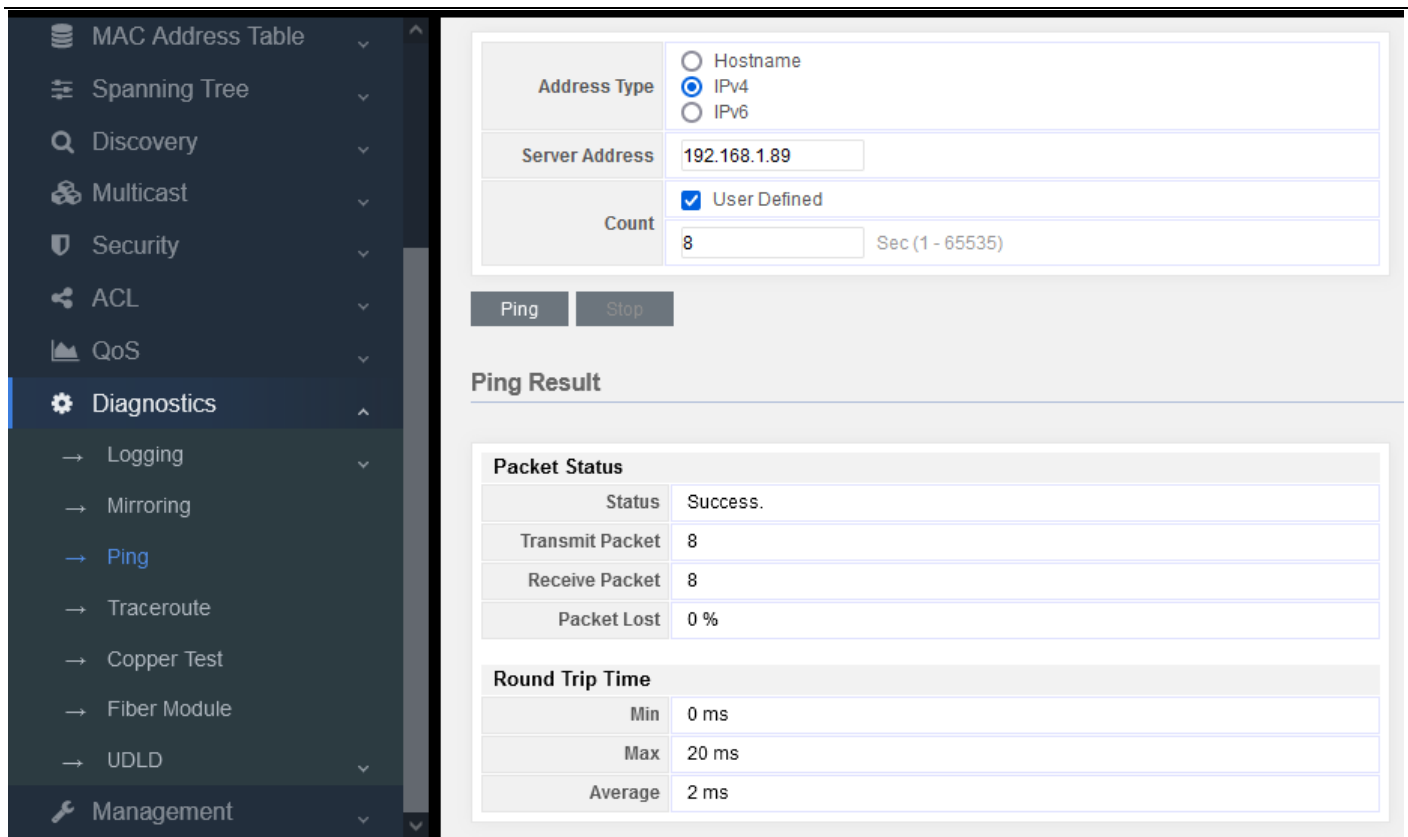 MAC Address Table
Spanning Tree
Discovery
Multicast
Security
ACL
QoS
Diagnostics
→ Logging
→ Mirroring
→ Ping
→ Traceroute
→ Copper Test
→ Fiber Module
→ UDLD
Management
Address Type
Hostname
IPv4
IPv6
Server Address 192.168.1.89
Count
User Defined
8 Sec (1 - 65535)
Ping Stop
Ping Result
Packet Status
Status Success.
Transmit Packet 8
Receive Packet 8
Packet Lost 0 %
Round Trip Time
Min 0 ms
Max 20 ms
Average 2 ms